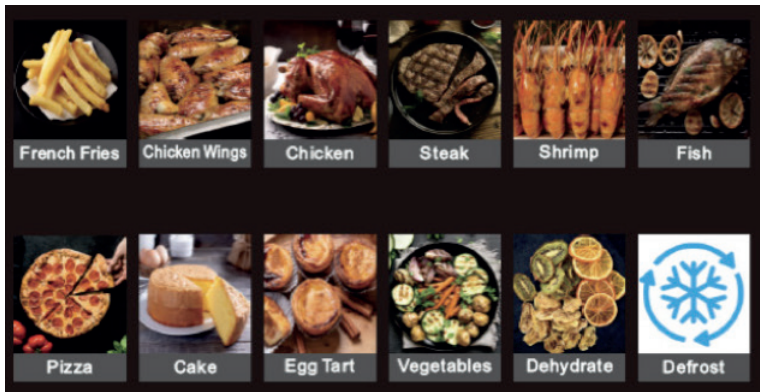 French Fries
Chicken Wings
Chicken
Steak
Shrimp
Fish
Pizza
Cake
Egg Tart
Vegetables
Dehydrate
Defrost